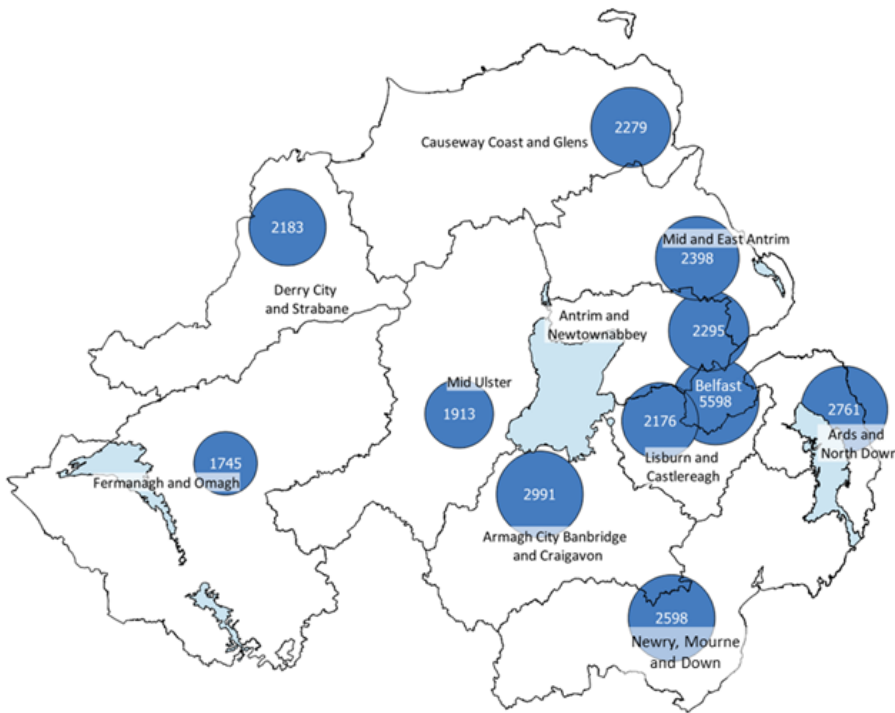 2279
Causeway Coast and Glens
2183
Derry City
and Strabane
Mid and East Antrim
2398
Antrim and
Newtownabbey
2295
Mid Ulster
1913
Belfast
5598
2176
Lisburn and
Castlereagh
2761
Ards and
North Down
1745
Fermanagh and Omagh
2991
Armagh City Banbridge
and Craigavon
2598
Newry, Mourne
and Down